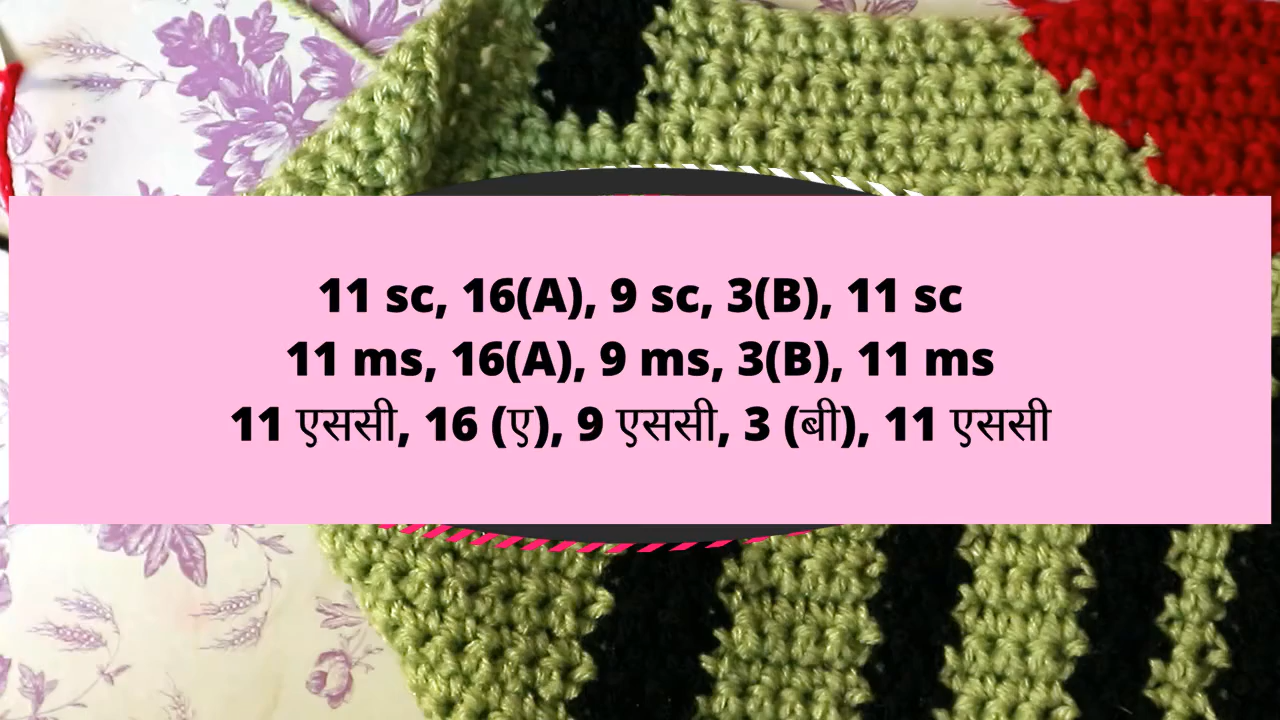 11 sc, 16(A), 9 sc, 3(B), 11 sc
11 ms, 16(A), 9 ms, 3(B), 11 ms
11 एससी, 16 (ए), 9 एससी, 3 (बी), 11 एससी